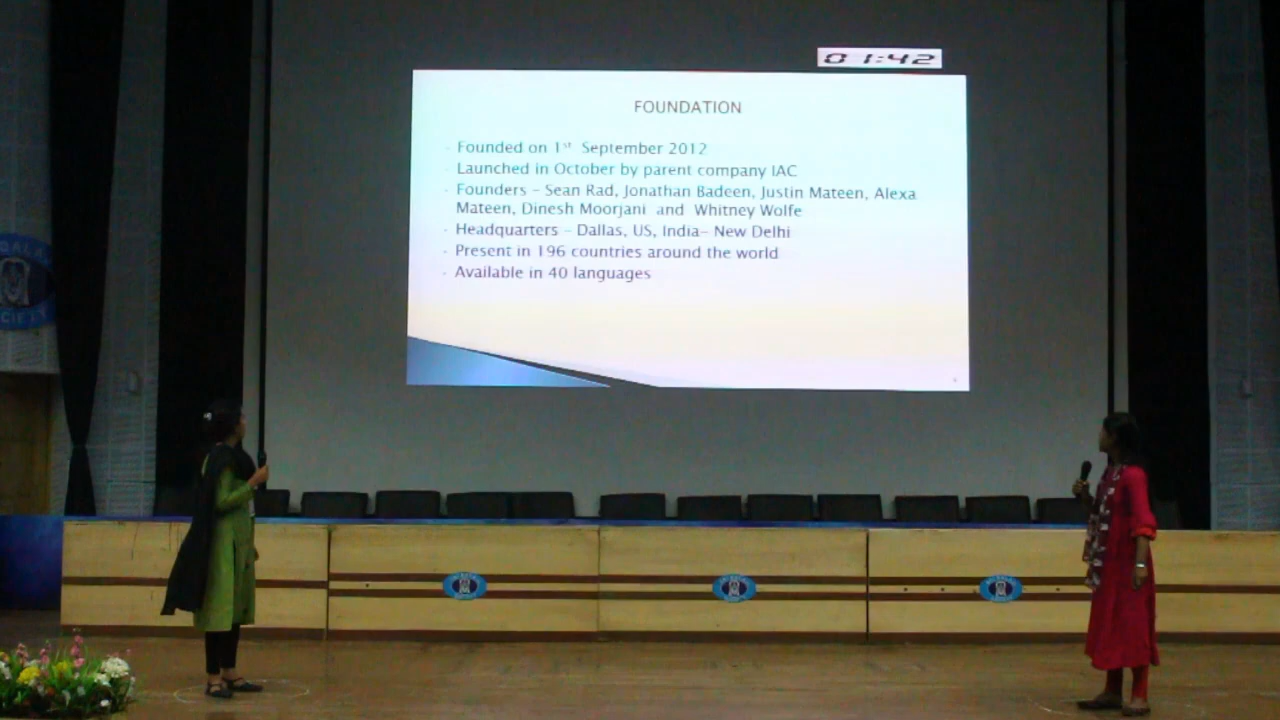 01:42
FOUNDATION
Founded on 1st September 2012
Launched in October by parent company IAC
Founders - Sean Rad, Jonathan Badeen, Justin Mateen, Alexa
Mateen, Dinesh Moorjani and Whitney Wolfe
Headquarters - Dallas, US, India- New Delhi
Present in 196 countries around the world
Available in 40 languages